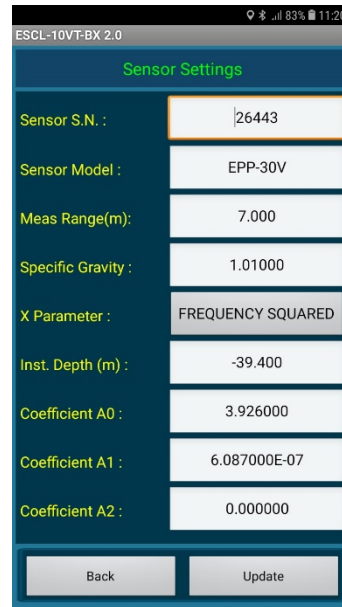 83% 11:20
ESCL-10VT-BX 2.0
Sensor Settings
Sensor S.N. : 26443
Sensor Model : EPP-30V
Meas Range(m): 7.000
Specific Gravity : 1.01000
X Parameter : FREQUENCY SQUARED
Inst. Depth (m) : -39.400
Coefficient A0 : 3.926000
Coefficient A1 : 6.087000E-07
Coefficient A2 : 0.000000
Back Update